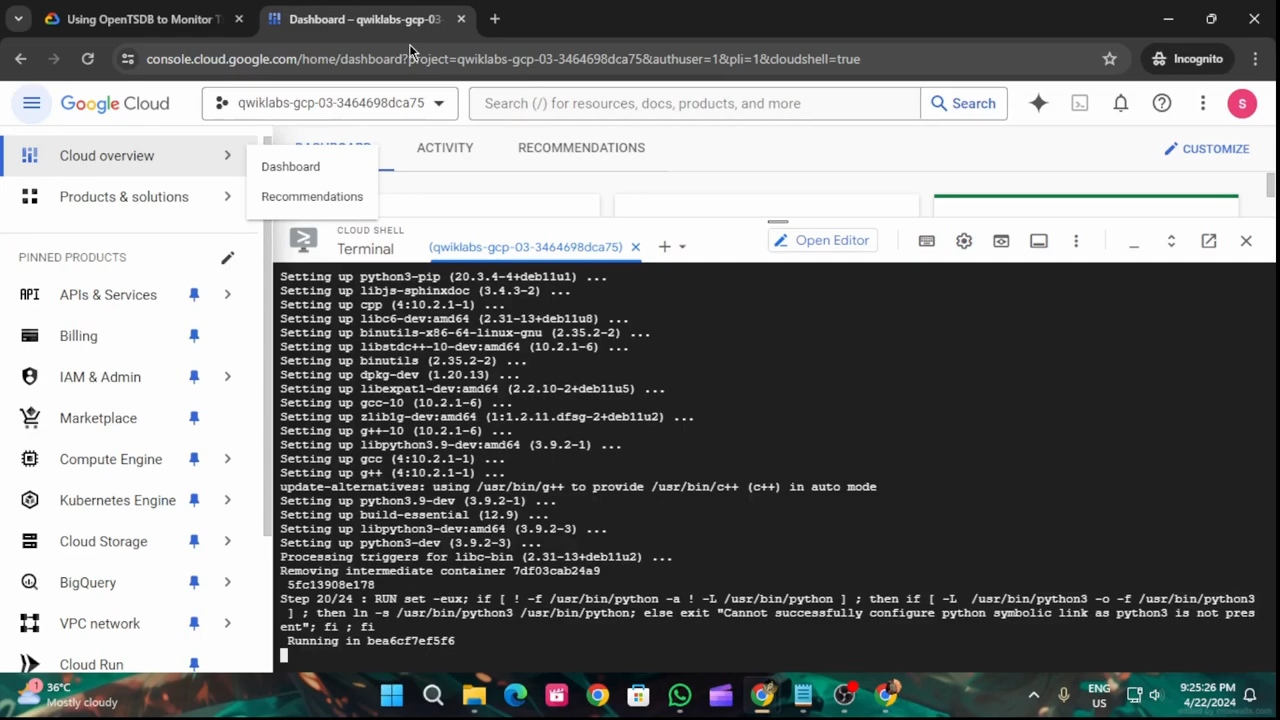 Using OpenTSDB to Monitor T
Dashboard – qwiklabs-gcp-03-
console.cloud.google.com/home/dashboard?project=qwiklabs-gcp-03-3464698dca75&authuser=1&pli=1&cloudshell=true
Incognito
Google Cloud
qwiklabs-gcp-03-3464698dca75
Search (/) for resources, docs, products, and more
Search
S
Cloud overview
Products & solutions
Dashboard
Recommendations
DASHBOARD
ACTIVITY
RECOMMENDATIONS
CUSTOMIZE
PINNED PRODUCTS
API APIs & Services
Billing
IAM & Admin
Marketplace
Compute Engine
Kubernetes Engine
Cloud Storage
BigQuery
VPC network
Cloud Run
CLOUD SHELL
Terminal
(qwiklabs-gcp-03-3464698dca75)
Open Editor
Setting up python3-pip (20.3.4-4+deb11u1) ...
Setting up libjs-sphinxdoc (3.4.3-2) ...
Setting up cpp (4:10.2.1-1) ...
Setting up libc6-dev:amd64 (2.31-13+deb11u8) ...
Setting up binutils-x86-64-linux-gnu (2.35.2-2) ...
Setting up libstdc++-10-dev:amd64 (10.2.1-6) ...
Setting up binutils (2.35.2-2) ...
Setting up dpkg-dev (1.20.13) ...
Setting up libexpat1-dev:amd64 (2.2.10-2+deb11u5) ...
Setting up gcc-10 (10.2.1-6) ...
Setting up zlib1g-dev:amd64 (1:1.2.11.dfsg-2+deb11u2) ...
Setting up g++-10 (10.2.1-6) ...
Setting up libpython3.9-dev:amd64 (3.9.2-1) ...
Setting up gcc (4:10.2.1-1) ...
Setting up g++ (4:10.2.1-1) ...
update-alternatives: using /usr/bin/g++ to provide /usr/bin/c++ (c++) in auto mode
Setting up python3.9-dev (3.9.2-1) ...
Setting up build-essential (12.9) ...
Setting up libpython3-dev:amd64 (3.9.2-3) ...
Setting up python3-dev (3.9.2-3) ...
Processing triggers for libc-bin (2.31-13+deb11u2) ...
Removing intermediate container 7df03cab24a9
5fc13908e178
Step 20/24 : RUN set -eux; if [ ! -f /usr/bin/python -a ! -L /usr/bin/python ] ; then if [ -L  /usr/bin/python3 -o -f /usr/bin/python3
] ; then ln -s /usr/bin/python3 /usr/bin/python; else exit "Cannot successfully configure python symbolic link as python3 is not pres
ent"; fi ; fi
Running in bea6cf7ef5f6
1
36°C
Mostly cloudy
ENG
US
9:25:26 PM
4/22/2024